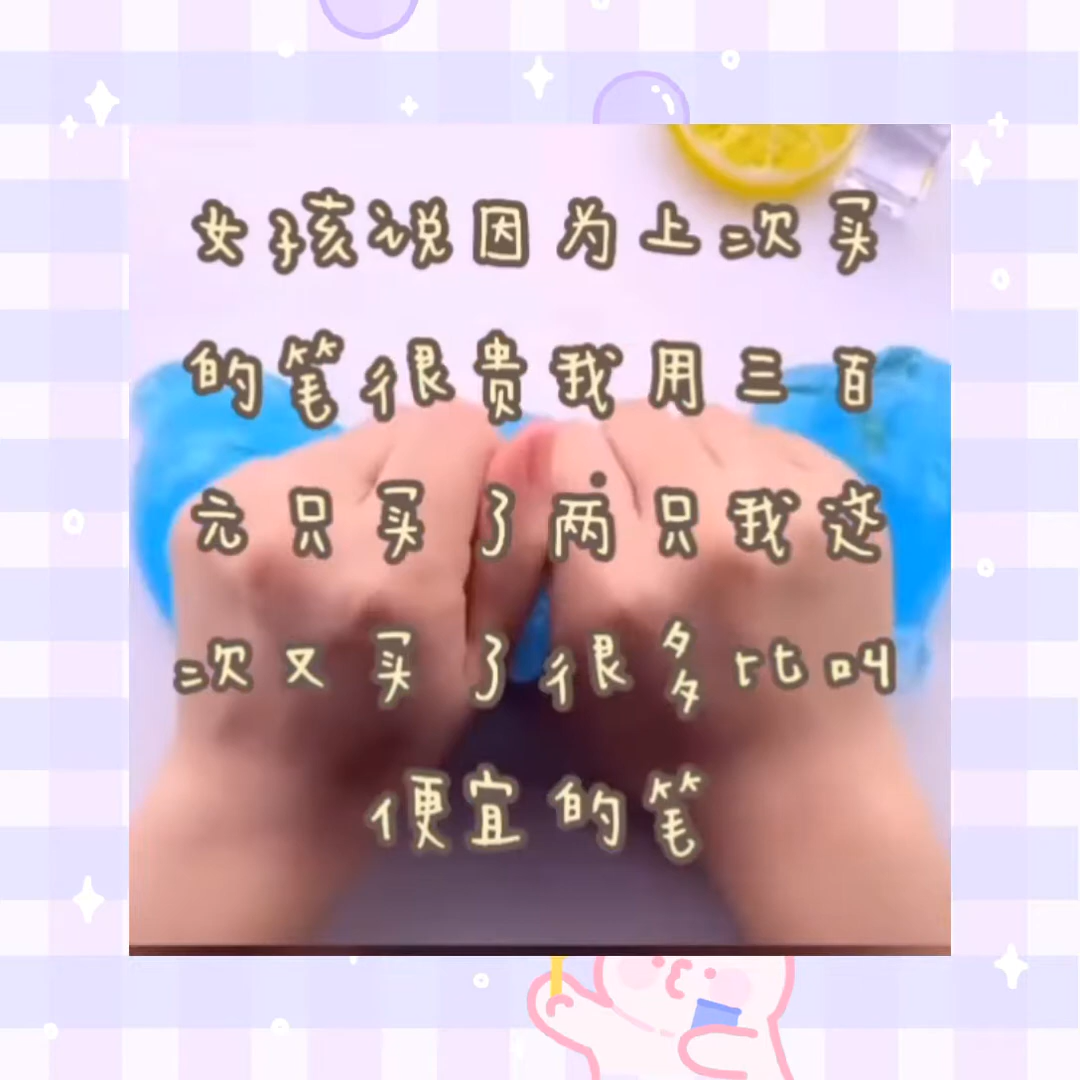 女孩说因为上次买
的笔很贵我用三百
元只买了两只我这
次又买了很多比叫
便宜的笔